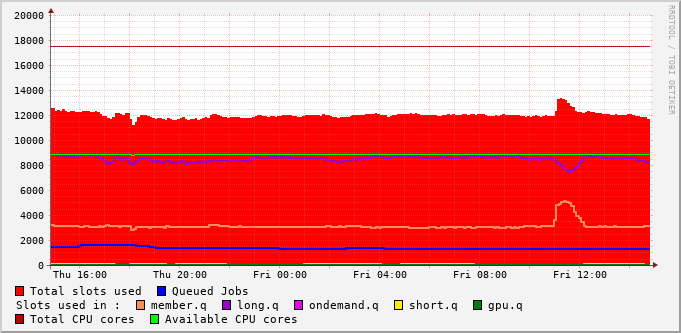 RRDTOOL / TOBI OETIKER
20000
18000
16000
14000
12000
10000
8000
6000
4000
2000
0
Thu 16:00 Thu 20:00 Fri 00:00 Fri 04:00 Fri 08:00 Fri 12:00
Total slots used Queued Jobs
Slots used in : member.q long.q ondemand.q short.q gpu.q
Total CPU cores Available CPU cores